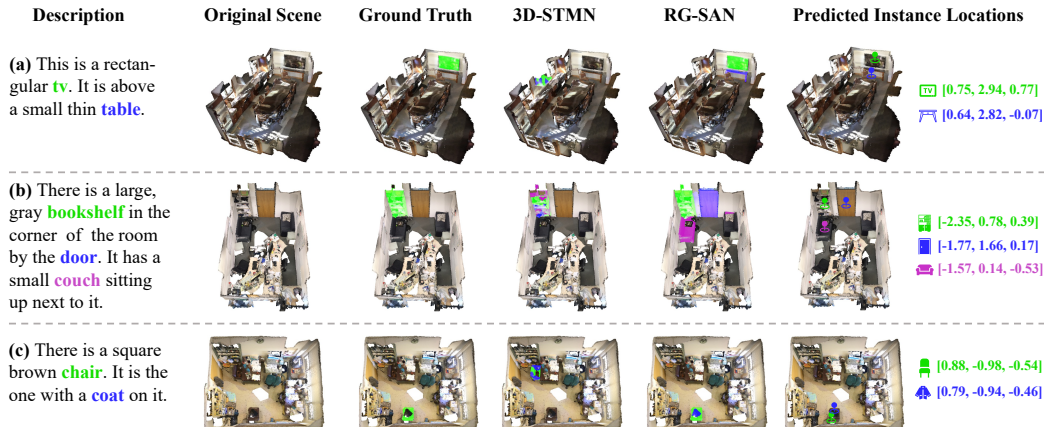 Description Original Scene Ground Truth 3D-STMN RG-SAN Predicted Instance Locations
(a) This is a rectan-
gular tv. It is above
a small thin table.
TV [0.75, 2.94, 0.77]
[0.64, 2.82, -0.07]
(b) There is a large,
gray bookshelf in the
corner of the room
by the door. It has a
small couch sitting
up next to it.
[-2.35, 0.78, 0.39]
[-1.77, 1.66, 0.17]
[-1.57, 0.14, -0.53]
(c) There is a square
brown chair. It is the
one with a coat on it.
[0.88, -0.98, -0.54]
[0.79, -0.94, -0.46]